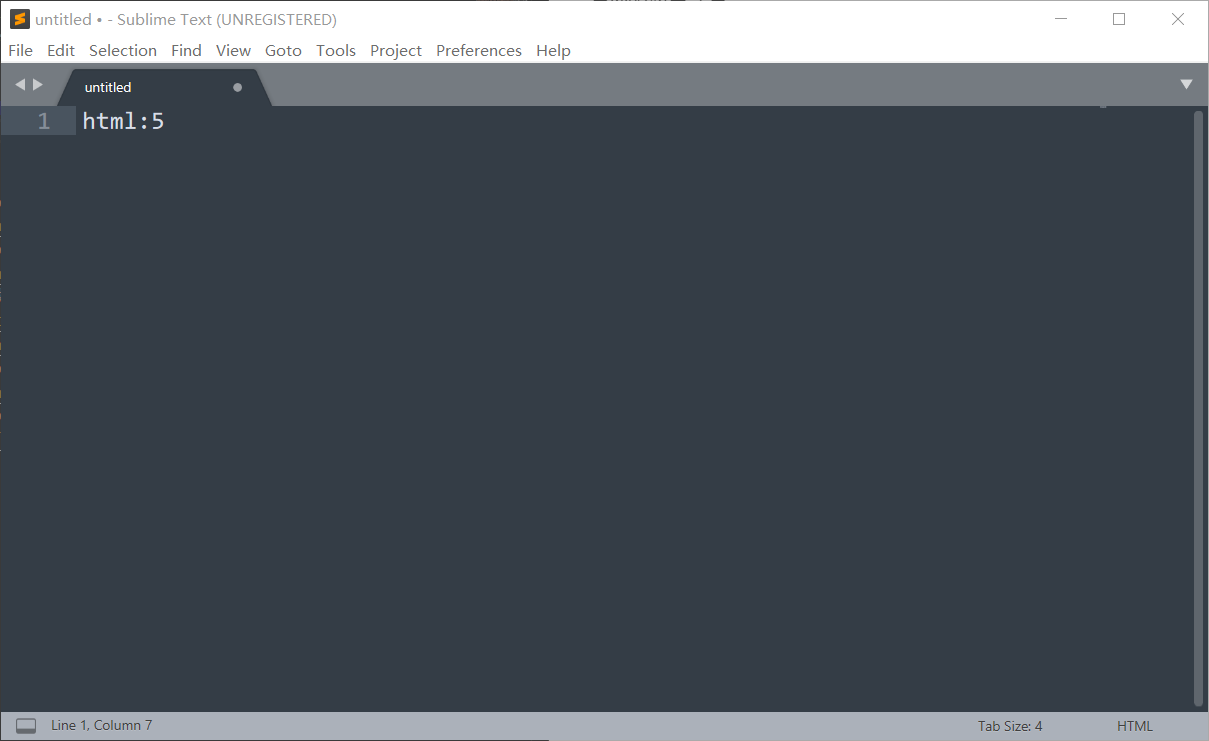 untitled • - Sublime Text (UNREGISTERED)
File Edit Selection Find View Goto Tools Project Preferences Help
untitled
1 html:5
Line 1, Column 7 Tab Size: 4 HTML